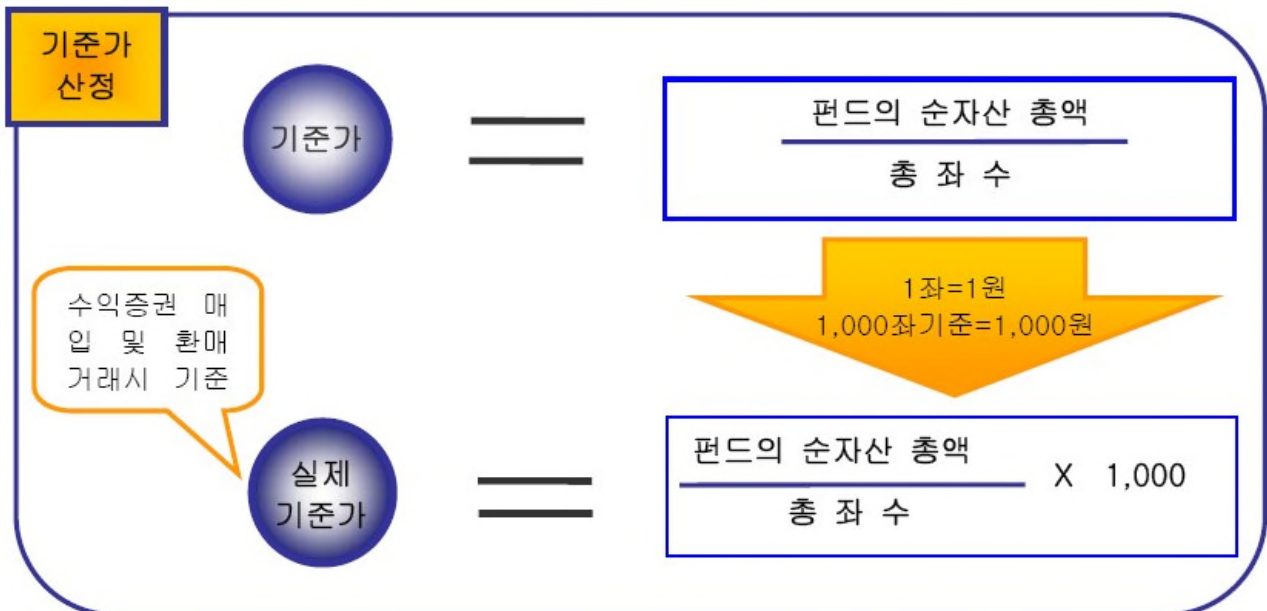 기준가
산정
기준가
펀드의 순자산 총액
총 좌 수
1좌=1원
1,000좌기준=1,000원
수익증권 매
입 및 환매
거래시 기준
실제
기준가
펀드의 순자산 총액
총 좌 수
X 1,000